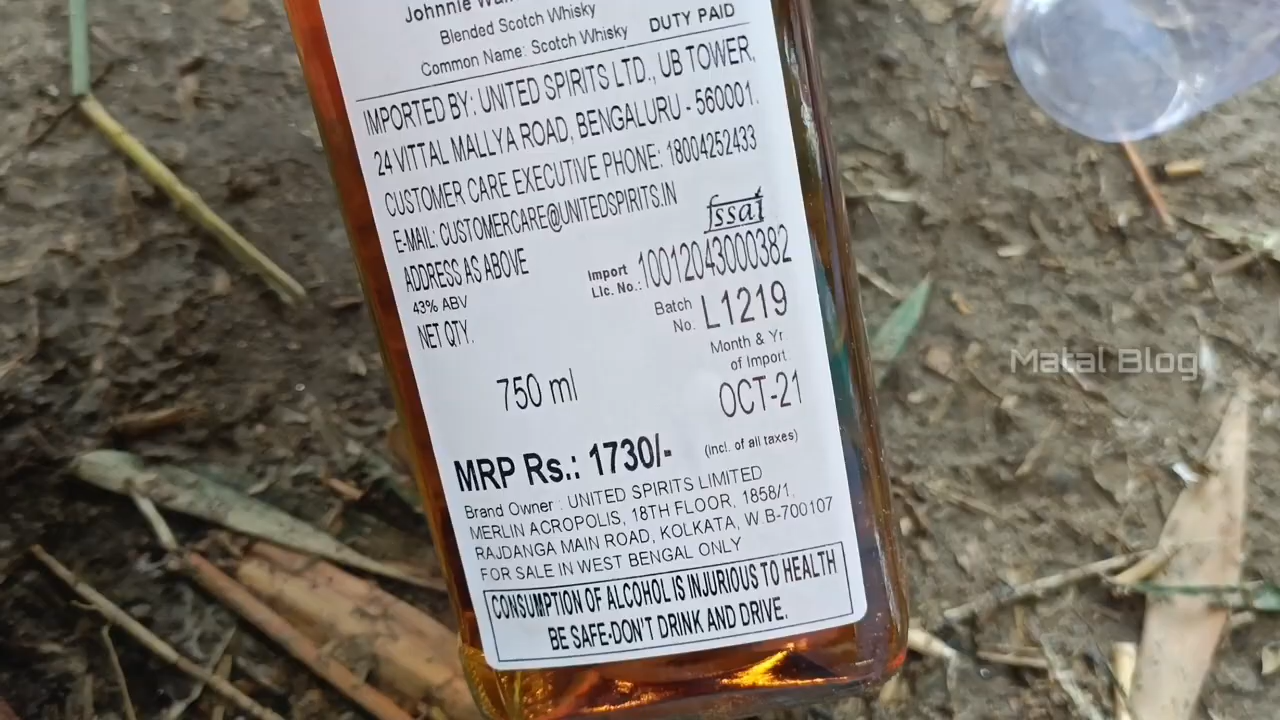 Johnnie
Blended Scotch Whisky
Common Name: Scotch Whisky DUTY PAID
IMPORTED BY: UNITED SPIRITS LTD., UB TOWER,
24 VITTAL MALLYA ROAD, BENGALURU - 560001.
CUSTOMER CARE EXECUTIVE PHONE: 18004252433
E-MAIL: CUSTOMERCARE@UNITEDSPIRITS.IN
ADDRESS AS ABOVE
fssai
Import
Lic. No.: 10012043000382
43% ABV
NET QTY.
Batch
No. L1219
Month & Yr
of Import.
750 ml
OCT-21
MRP Rs.: 1730/- (incl. of all taxes)
Brand Owner : UNITED SPIRITS LIMITED
MERLIN ACROPOLIS, 18TH FLOOR, 1858/1,
RAJDANGA MAIN ROAD, KOLKATA, W.B-700107
FOR SALE IN WEST BENGAL ONLY
CONSUMPTION OF ALCOHOL IS INJURIOUS TO HEALTH
BE SAFE-DON'T DRINK AND DRIVE.
Matal Blog